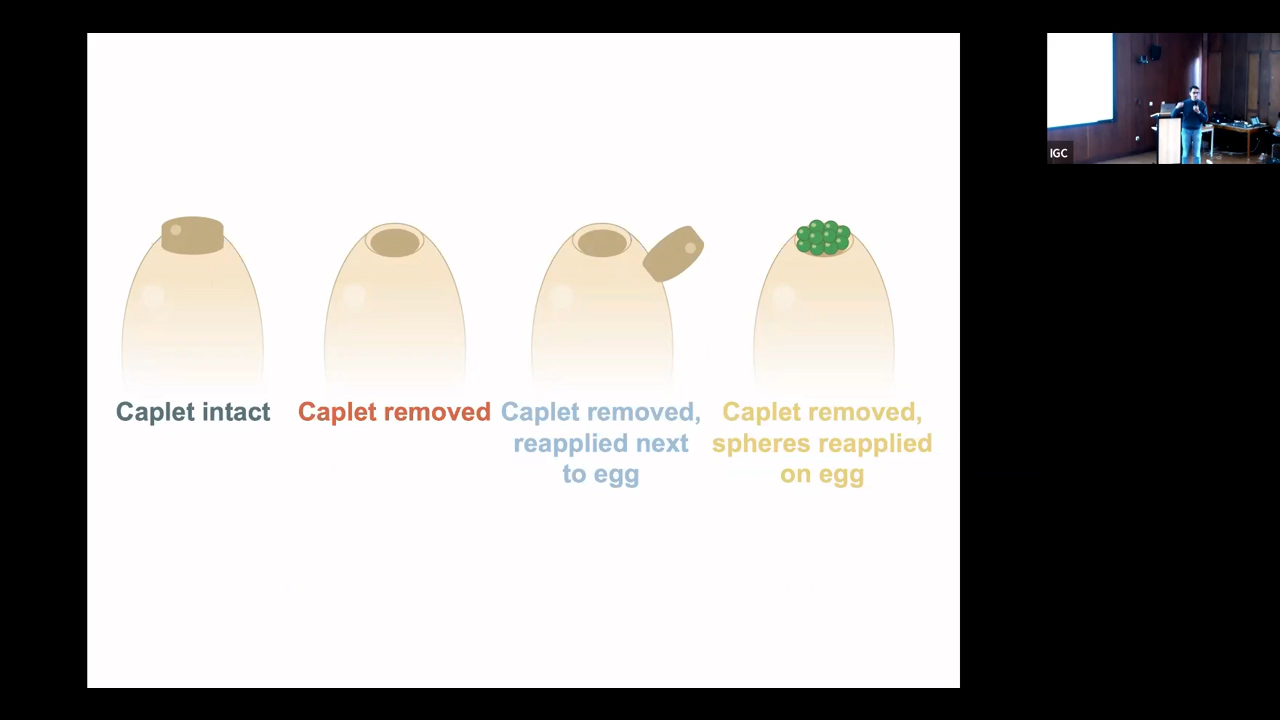 IGC
Caplet intact
Caplet removed
Caplet removed,
reapplied next
to egg
Caplet removed,
spheres reapplied
on egg